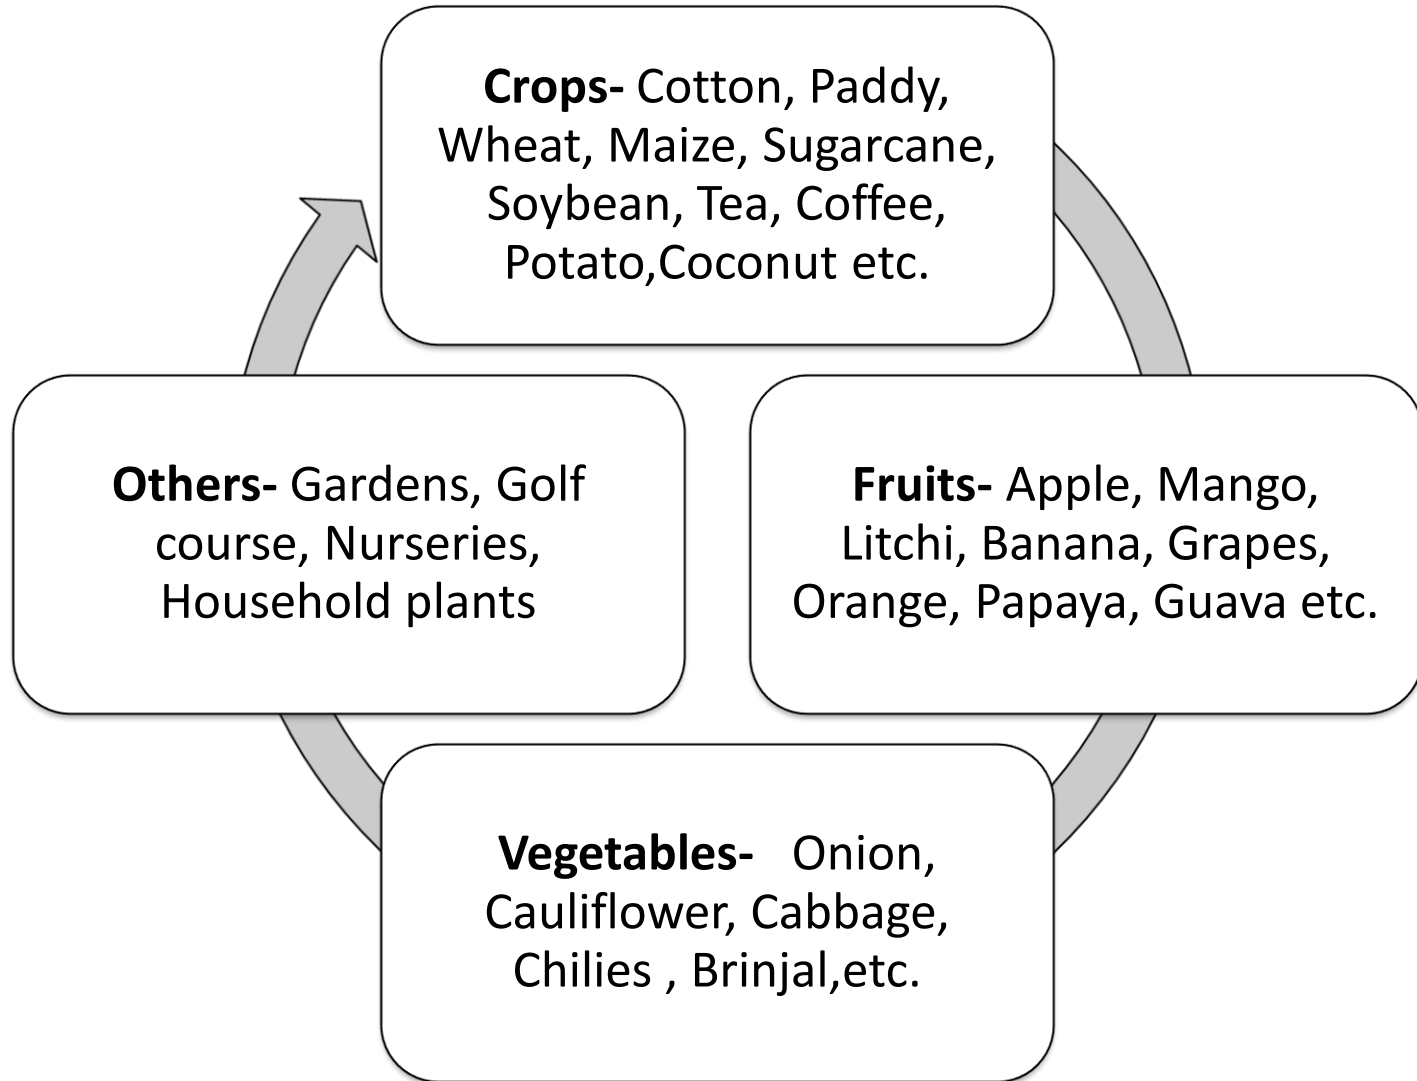 Crops- Cotton, Paddy,
Wheat, Maize, Sugarcane,
Soybean, Tea, Coffee,
Potato,Coconut etc.
Fruits- Apple, Mango,
Litchi, Banana, Grapes,
Orange, Papaya, Guava etc.
Vegetables- Onion,
Cauliflower, Cabbage,
Chilies , Brinjal,etc.
Others- Gardens, Golf
course, Nurseries,
Household plants